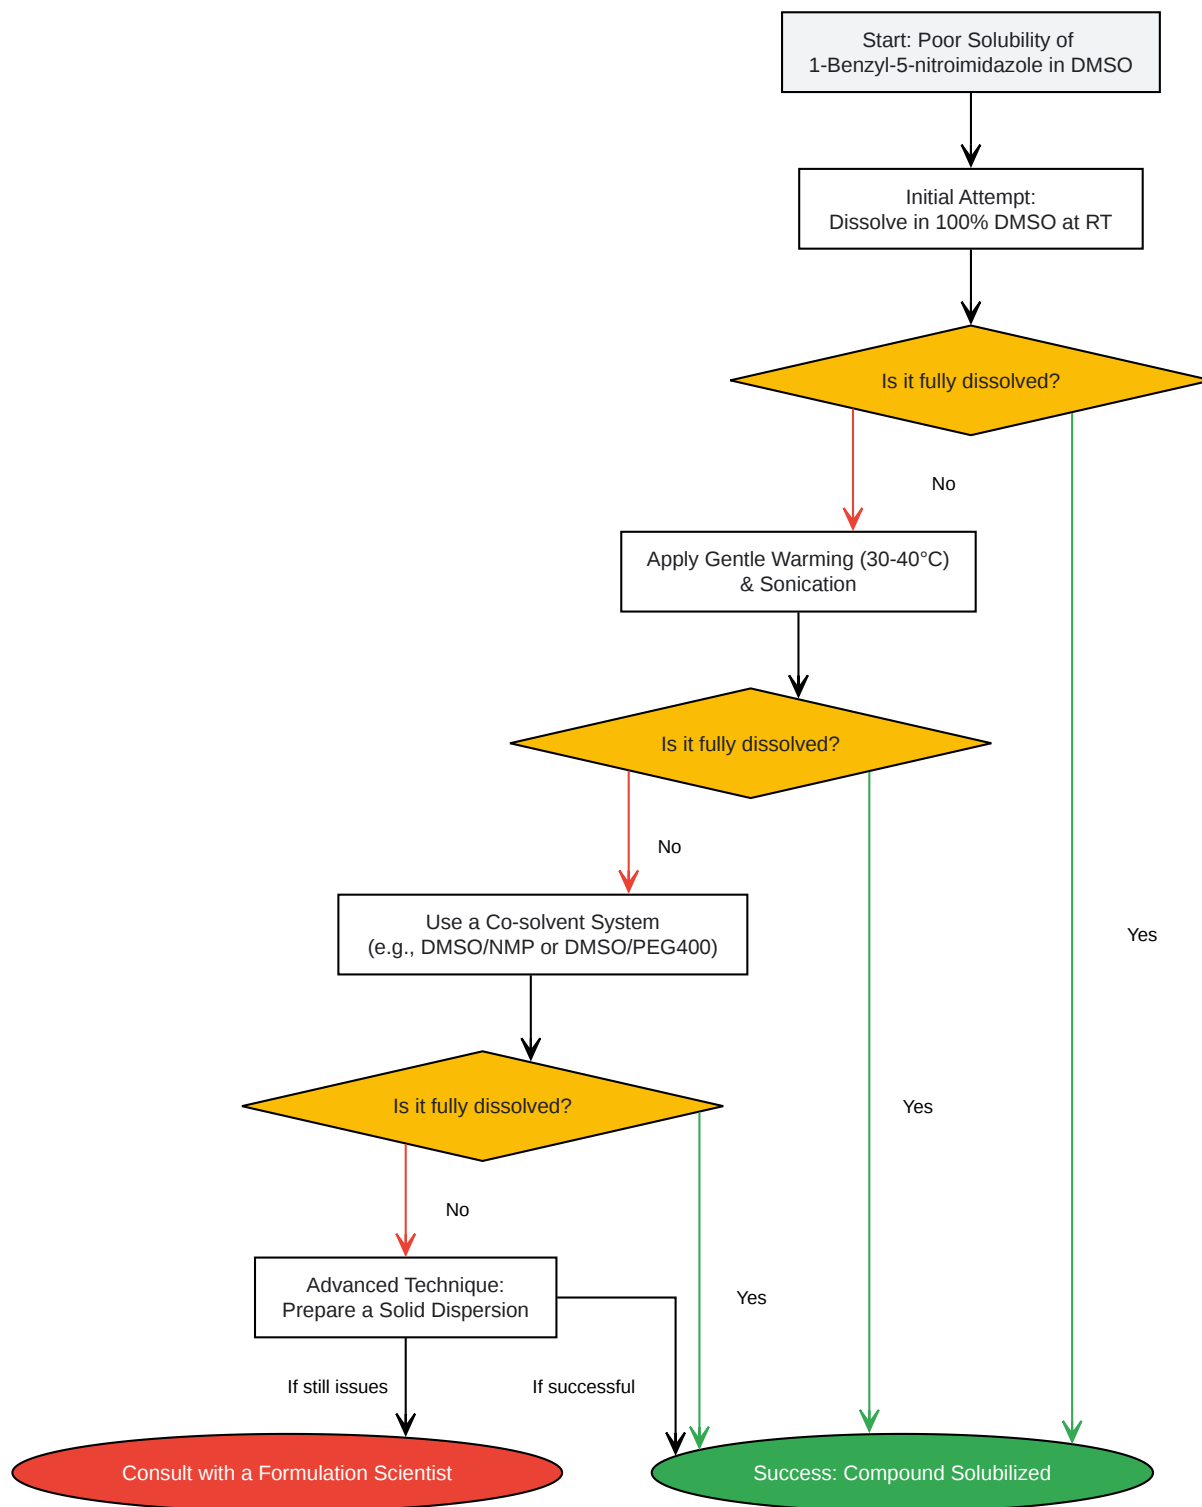 Start: Poor Solubility of
1-Benzyl-5-nitroimidazole in DMSO
Initial Attempt:
Dissolve in 100% DMSO at RT
Is it fully dissolved?
No
Apply Gentle Warming (30-40°C)
& Sonication
Is it fully dissolved?
No
Use a Co-solvent System
(e.g., DMSO/NMP or DMSO/PEG400)
Yes
Is it fully dissolved?
Yes
No
Advanced Technique:
Prepare a Solid Dispersion
Yes
If still issues
If successful
Consult with a Formulation Scientist
Success: Compound Solubilized